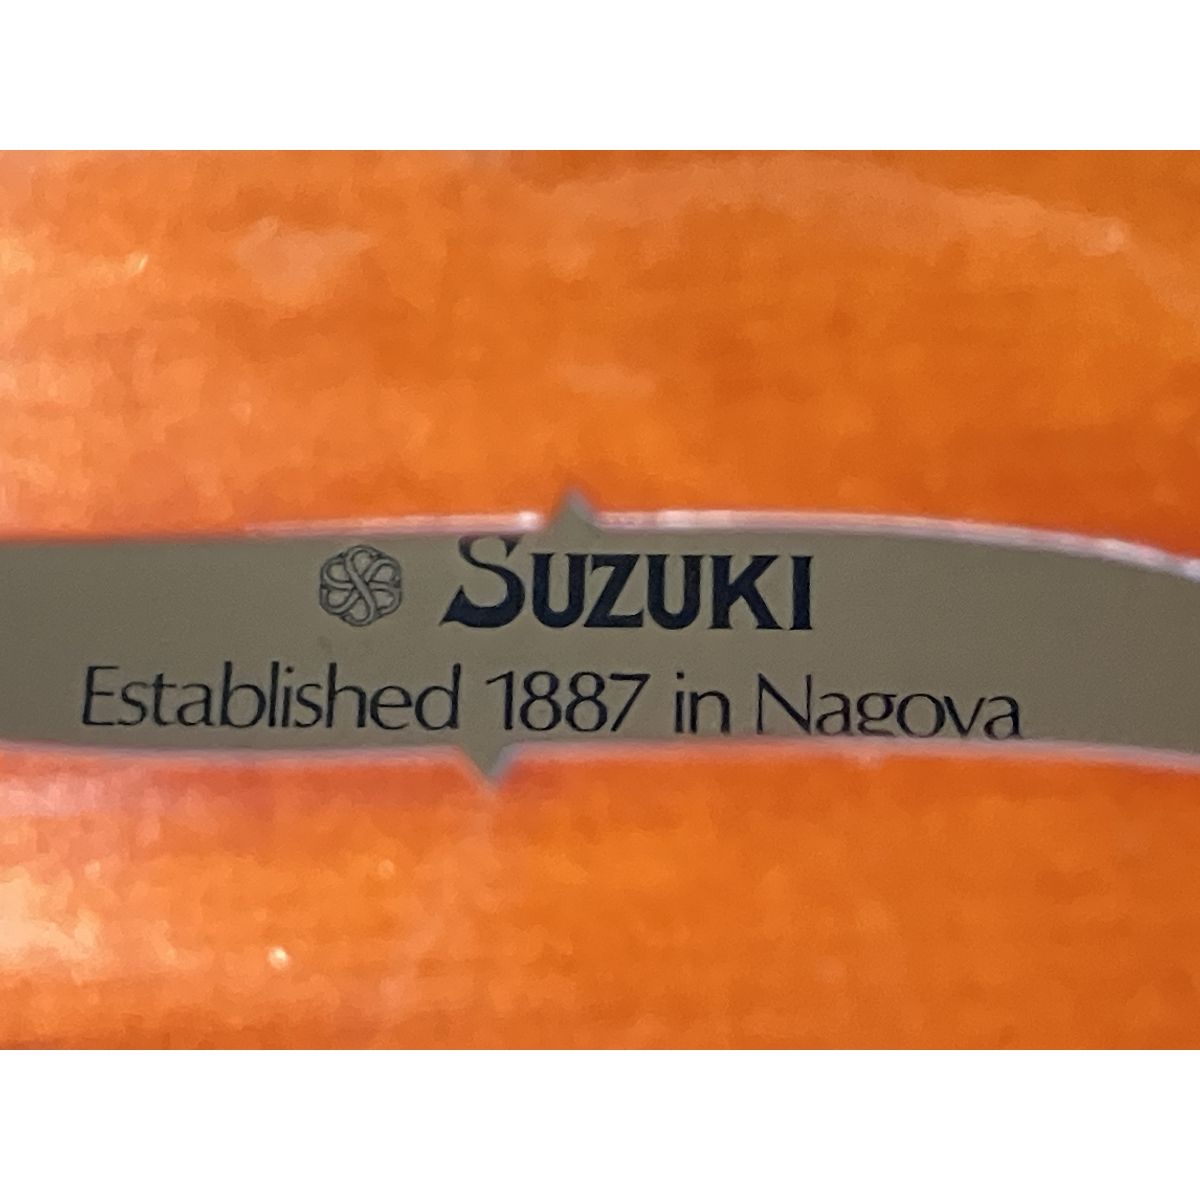 SUZUKI
Established 1887 in Nagoya